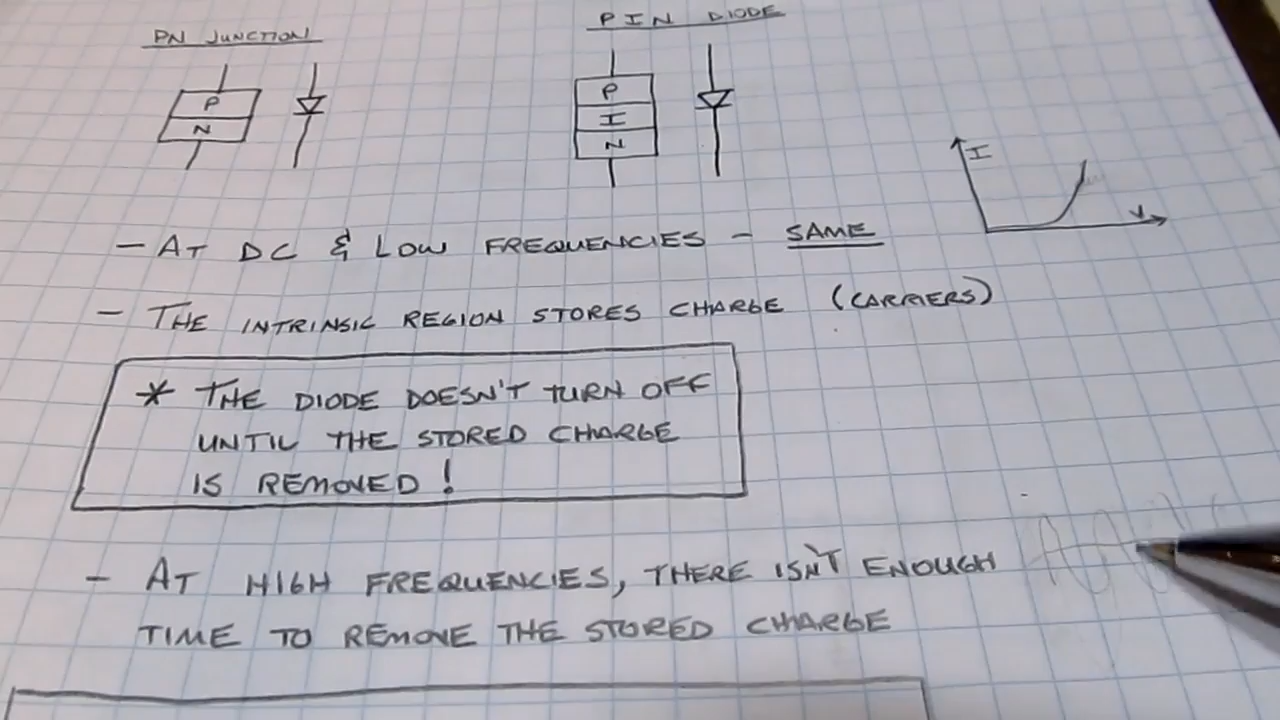 PN JUNCTION
PIN DIODE
P
N
P
I
N
I
V
- AT DC & LOW FREQUENCIES - SAME
- THE INTRINSIC REGION STORES CHARGE (CARRIERS)
* THE DIODE DOESN'T TURN OFF
UNTIL THE STORED CHARGE
IS REMOVED!
- AT HIGH FREQUENCIES, THERE ISN'T ENOUGH
TIME TO REMOVE THE STORED CHARGE